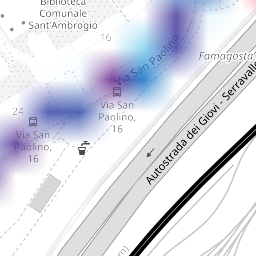 Biblioteca
Comunale
Sant'Ambrogio
16
Via San Paolino
Famagosta
Via San
Paolino,
16
24
Via San
Paolino,
16
Autostrada dei Giovi - Serravalle